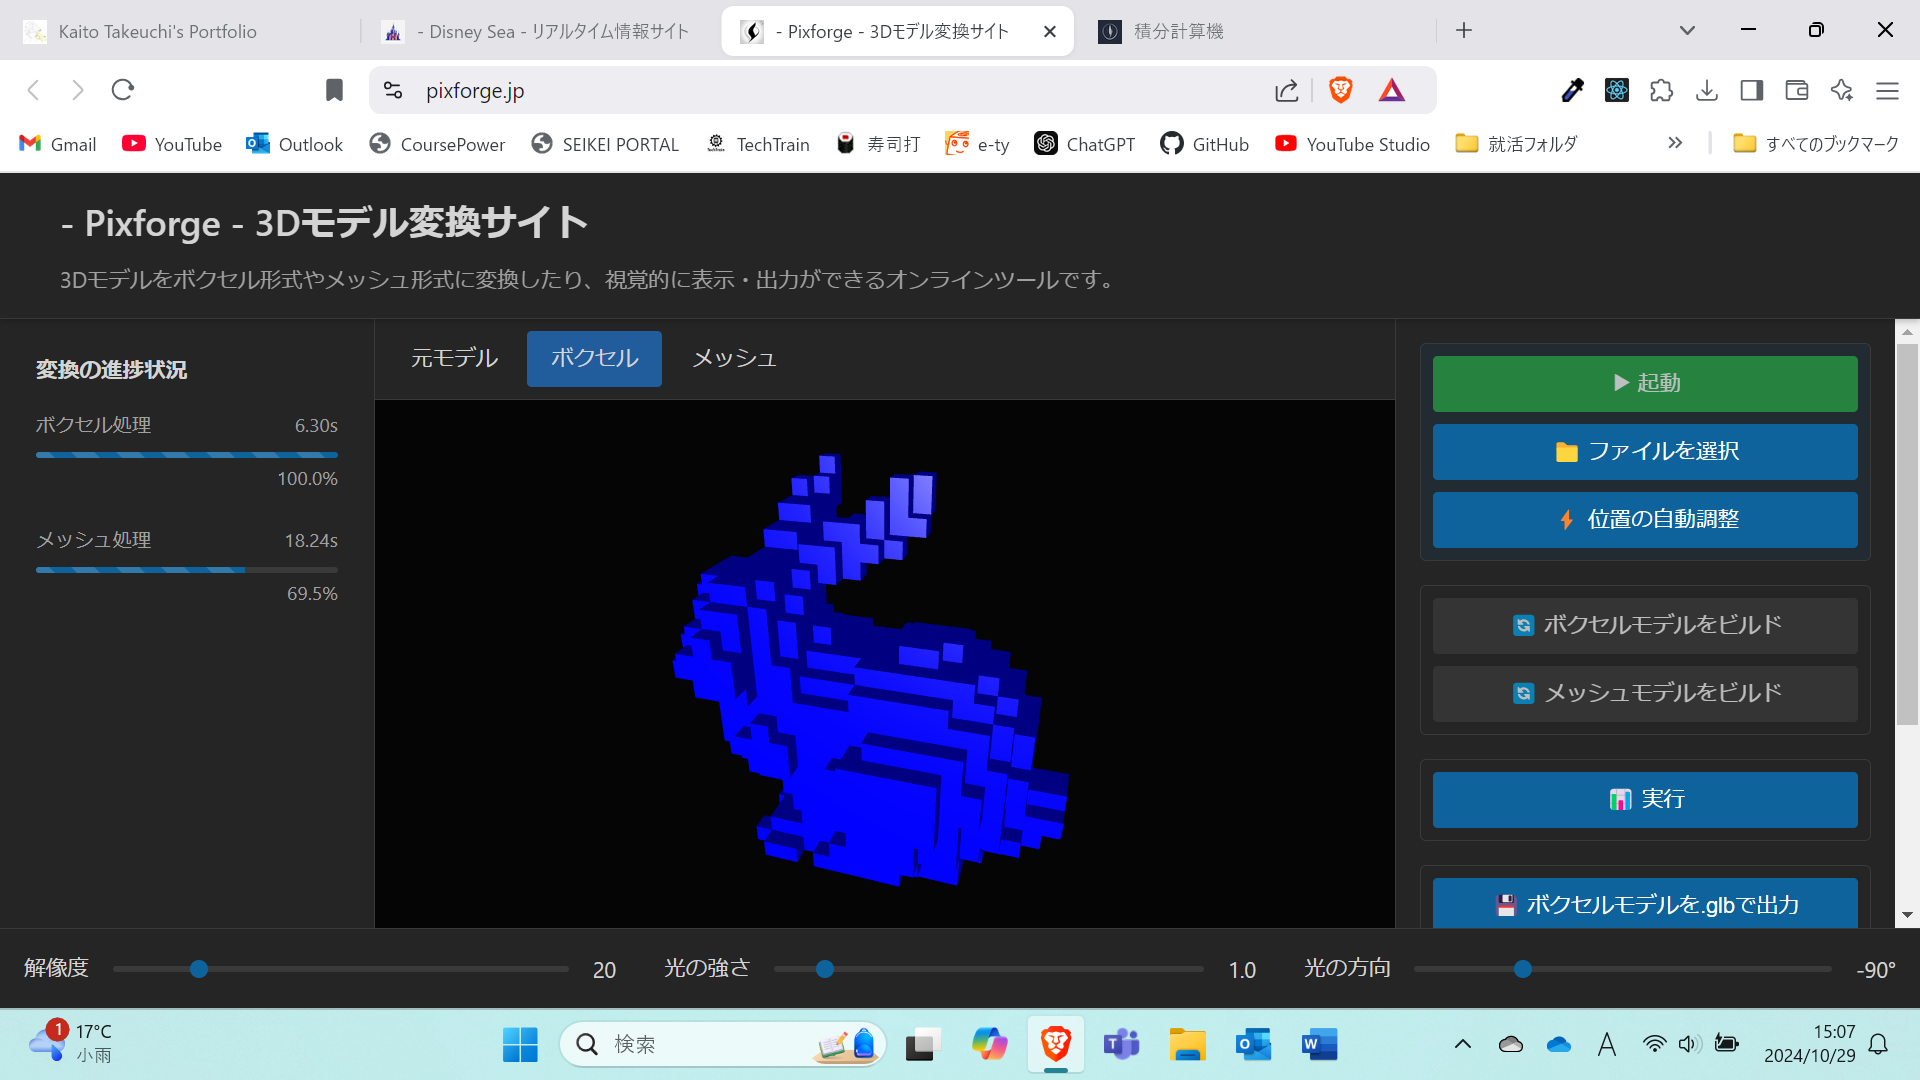 Kaito Takeuchi's Portfolio
- Disney Sea - リアルタイム情報サイト
- Pixforge - 3Dモデル変換サイト
積分計算機
pixforge.jp
Gmail
YouTube
Outlook
CoursePower
SEIKEI PORTAL
TechTrain
寿司打
e-ty
ChatGPT
GitHub
YouTube Studio
就活フォルダ
すべてのブックマーク
- Pixforge - 3Dモデル変換サイト
3Dモデルをボクセル形式やメッシュ形式に変換したり、視覚的に表示・出力ができるオンラインツールです。
変換の進捗状況
ボクセル処理 6.30s
100.0%
メッシュ処理 18.24s
69.5%
元モデル
ボクセル
メッシュ
▶ 起動
ファイルを選択
位置の自動調整
ボクセルモデルをビルド
メッシュモデルをビルド
実行
ボクセルモデルを.glbで出力
解像度 20
光の強さ 1.0
光の方向 -90°
1
17°C
小雨
検索
A
15:07
2024/10/29